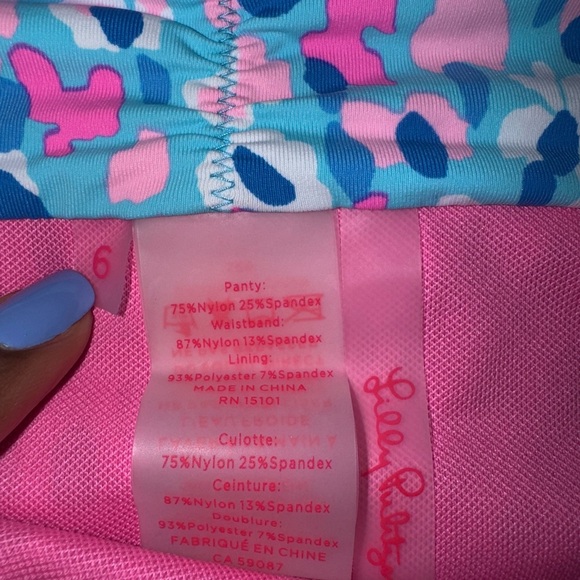 6
Panty:
75%Nylon 25%Spandex
Waistband:
87%Nylon 13%Spandex
Lining:
93%Polyester 7%Spandex
MADE IN CHINA
RN 15101
Culotte:
75%Nylon 25%Spandex
Ceinture:
87%Nylon 13%Spandex
Doublure:
93%Polyester 7%Spandex
FABRIQUÉ EN CHINE
CA 59087
Lilly Pulitz